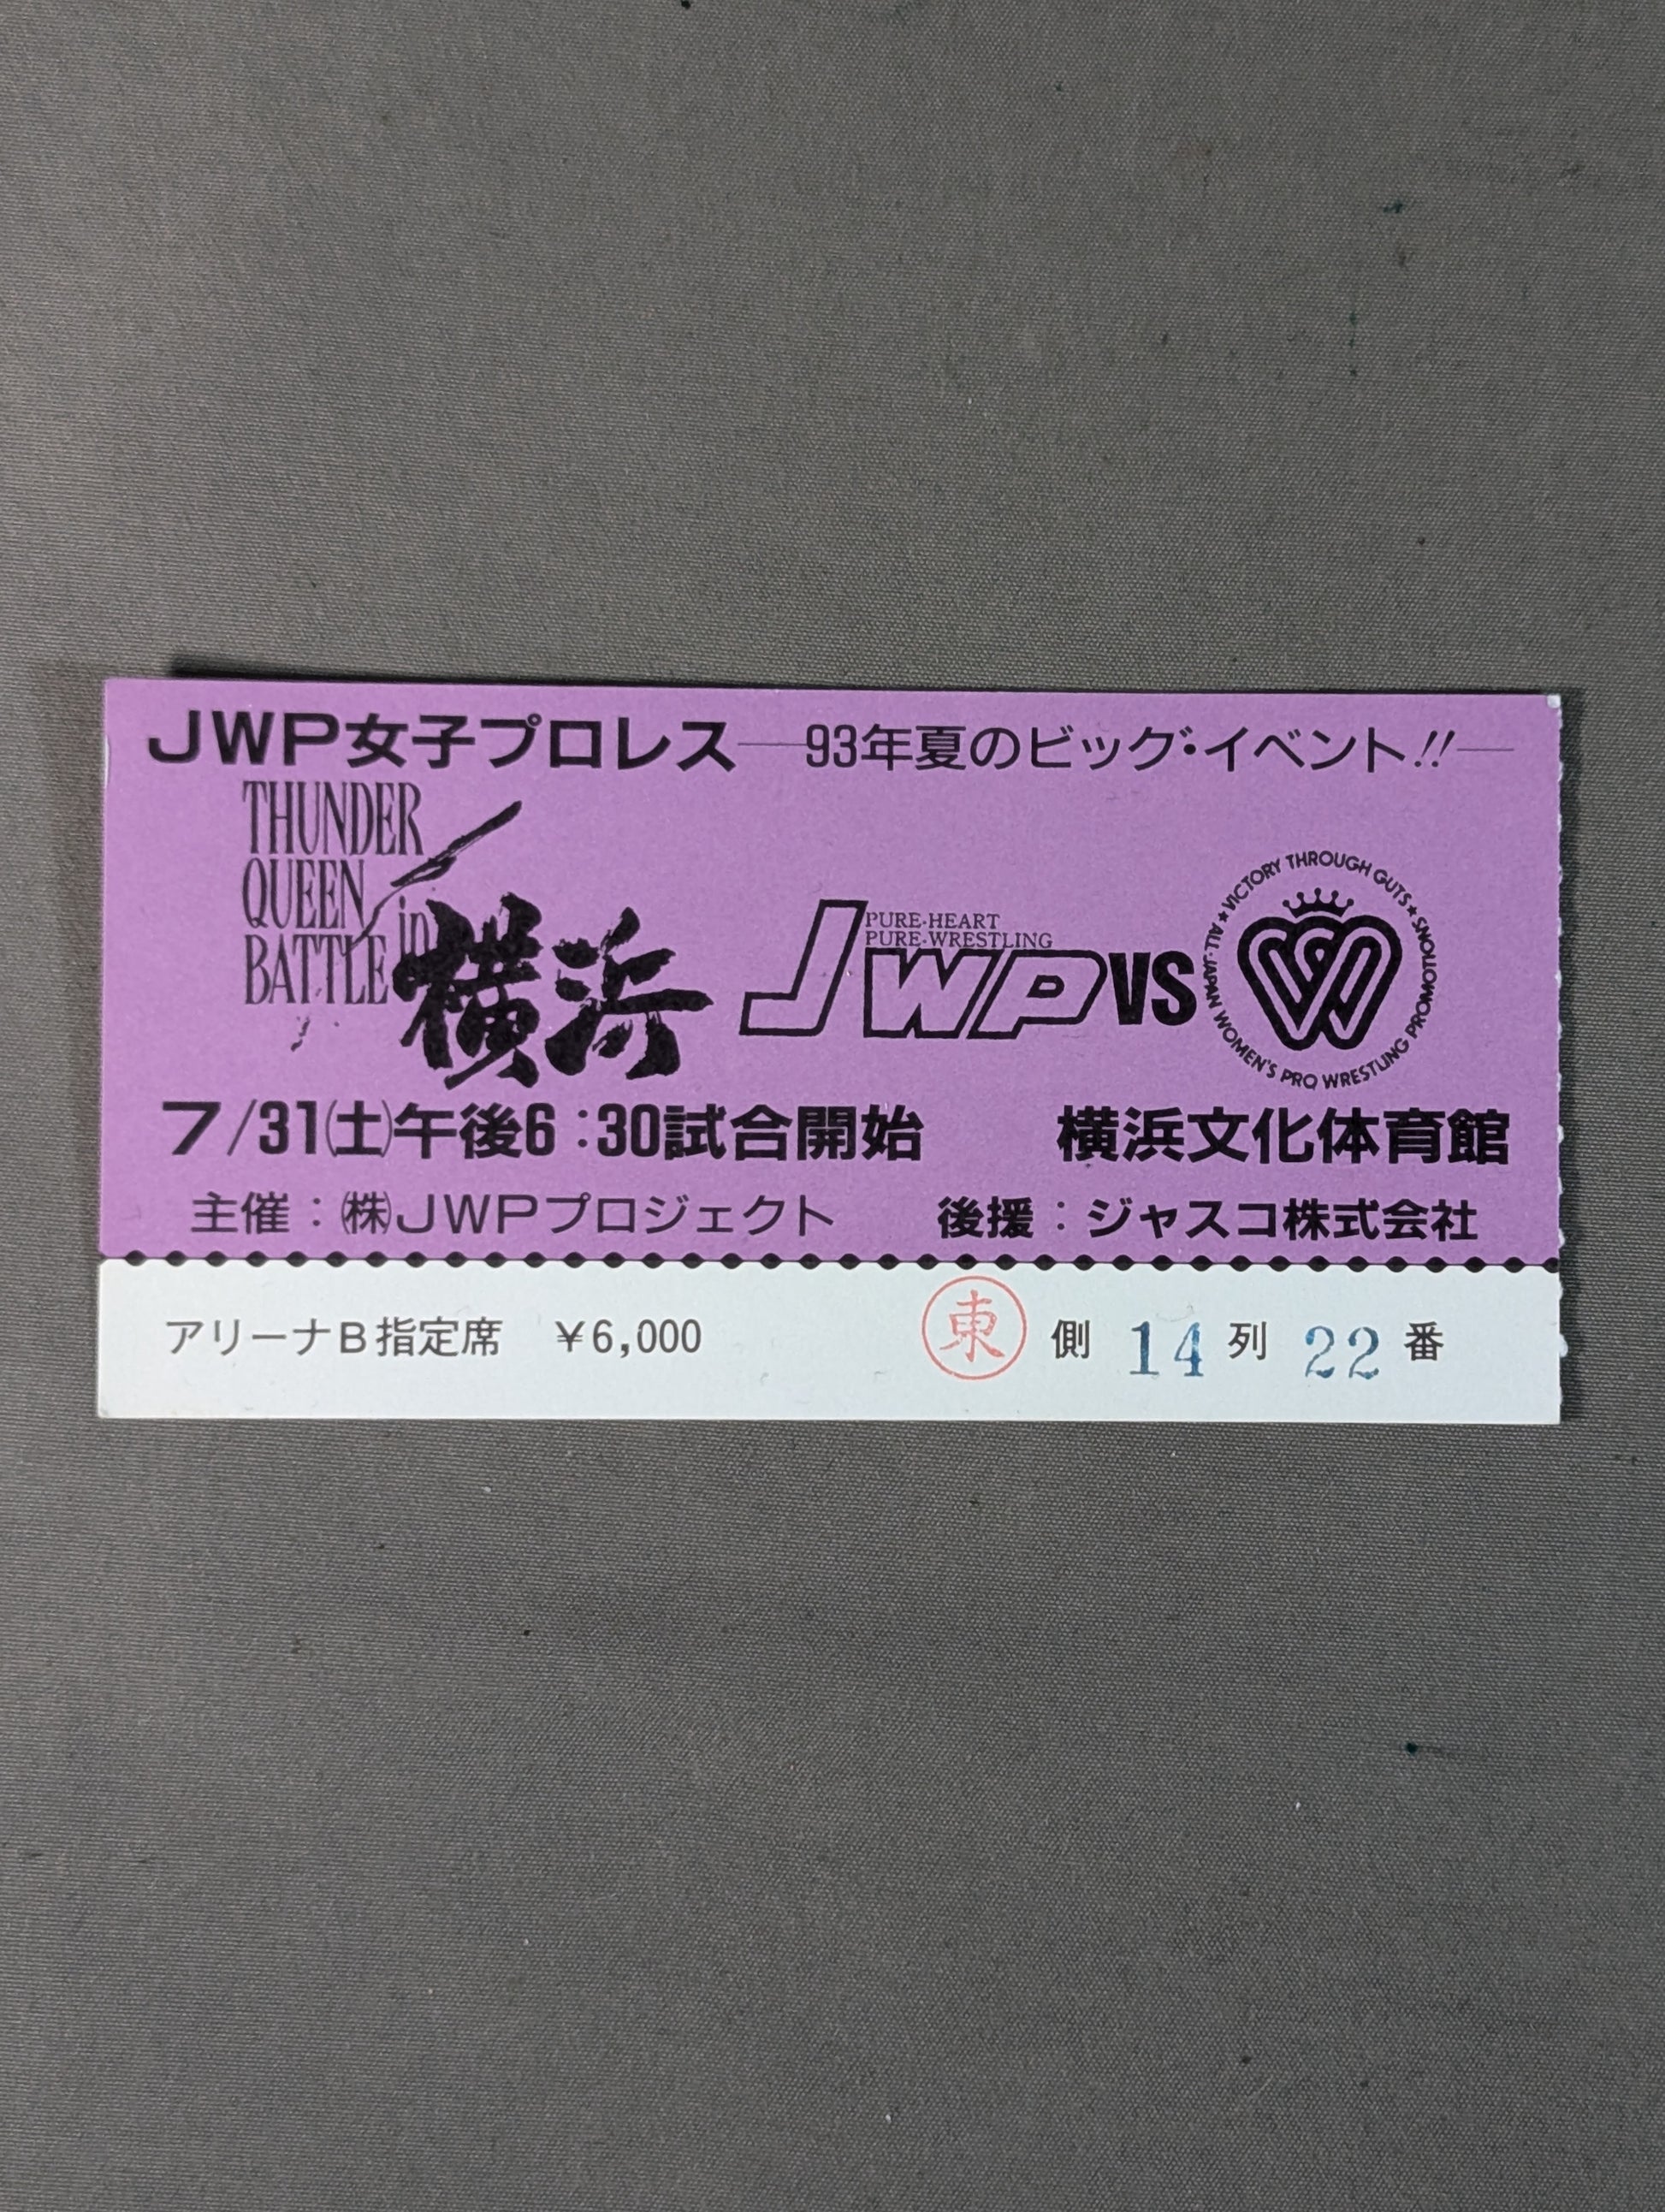 JWP女子プロレス―93年夏のビッグ・イベント!!―
THUNDER
QUEEN
BATTLE in
横浜
JWP
PURE-HEART
PURE-WRESTLING
VS
★VICTORY THROUGH GUTS★
ALL-JAPAN WOMEN'S PRO WRESTLING PROMOTIONS
7/31(土)午後6:30試合開始 横浜文化体育館
主催:㈱JWPプロジェクト 後援:ジャスコ株式会社
アリーナB指定席 ¥6,000 東 側 14 列 22 番